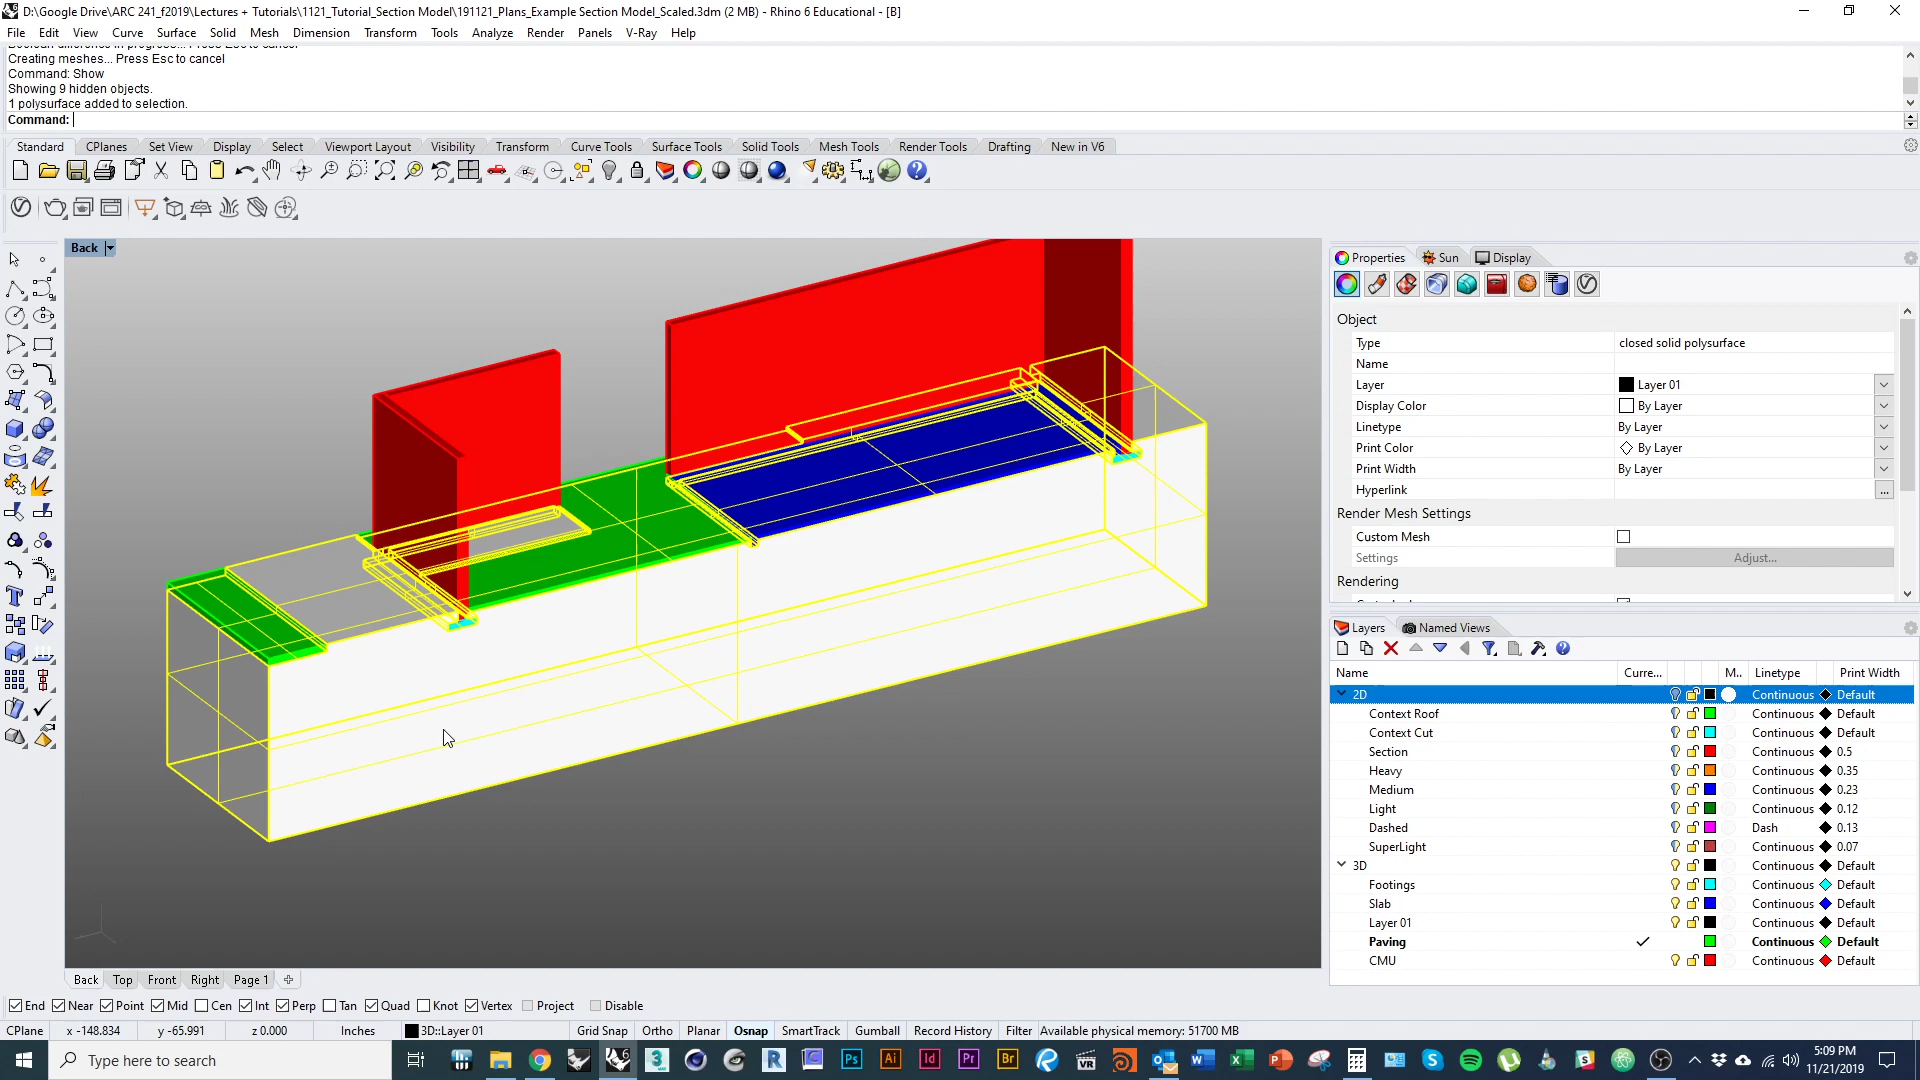 D:\Google Drive\ARC 241_f2019\Lectures + Tutorials\1121_Tutorial_Section Model\191121_Plans_Example Section Model_Scaled.3dm (2 MB) - Rhino 6 Educational - [B]
File Edit View Curve Surface Solid Mesh Dimension Transform Tools Analyze Render Panels V-Ray Help
Boolean difference in progress... Press Esc to cancel
Creating meshes... Press Esc to cancel
Command: Show
Showing 9 hidden objects.
1 polysurface added to selection.
Command:
Standard CPlanes Set View Display Select Viewport Layout Visibility Transform Curve Tools Surface Tools Solid Tools Mesh Tools Render Tools Drafting New in V6
Back
Properties Sun Display
Object
Type closed solid polysurface
Name
Layer Layer 01
Display Color By Layer
Linetype By Layer
Print Color By Layer
Print Width By Layer
Hyperlink ...
Render Mesh Settings
Custom Mesh
Settings Adjust...
Rendering
Layers Named Views
Name Curre... M.. Linetype Print Width
2D Continuous Default
Context Roof Continuous Default
Context Cut Continuous Default
Section Continuous 0.5
Heavy Continuous 0.35
Medium Continuous 0.23
Light Continuous 0.12
Dashed Dash 0.13
SuperLight Continuous 0.07
3D Continuous Default
Footings Continuous Default
Slab Continuous Default
Layer 01 Continuous Default
Paving Continuous Default
CMU Continuous Default
Back Top Front Right Page 1
End Near Point Mid Cen Int Perp Tan Quad Knot Vertex Project Disable
CPlane x -148.834 y -65.991 z 0.000 Inches 3D::Layer 01 Grid Snap Ortho Planar Osnap SmartTrack Gumball Record History Filter Available physical memory: 51700 MB
Type here to search
5:09 PM
11/21/2019